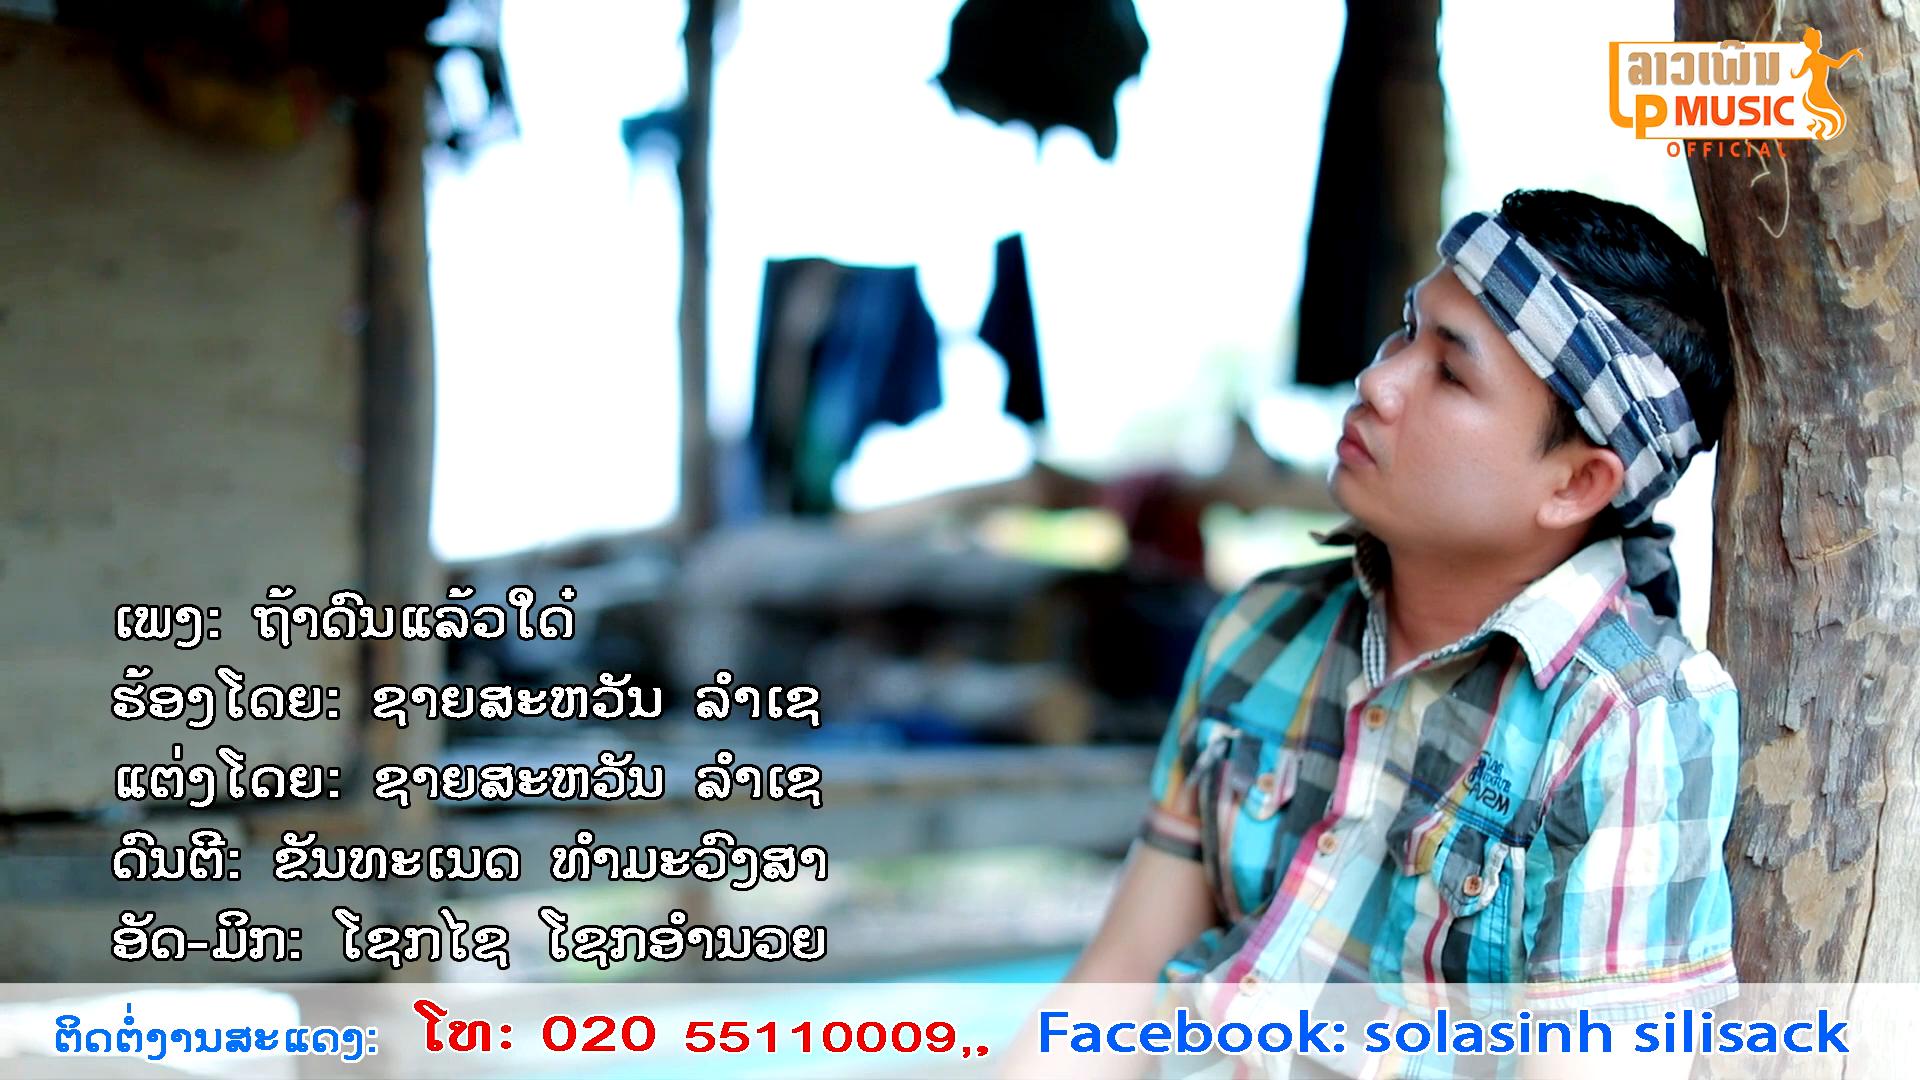 ລາວເພີນ
LP MUSIC
OFFICIAL
ເພງ: ຖ້າດົນແລ້ວໃດ໋
ຮ້ອງໂດຍ: ຊາຍສະຫວັນ ລຳເຊ
ແຕ່ງໂດຍ: ຊາຍສະຫວັນ ລຳເຊ
ດົນຕີ: ຂັນທະເນດ ທຳມະວົງສາ
ອັດ-ມິກ: ໂຊກໄຊ ໂຊກອຳນວຍ
ຕິດຕໍ່ງານສະແດງ: ໂທ: 020 55110009,, Facebook: solasinh silisack